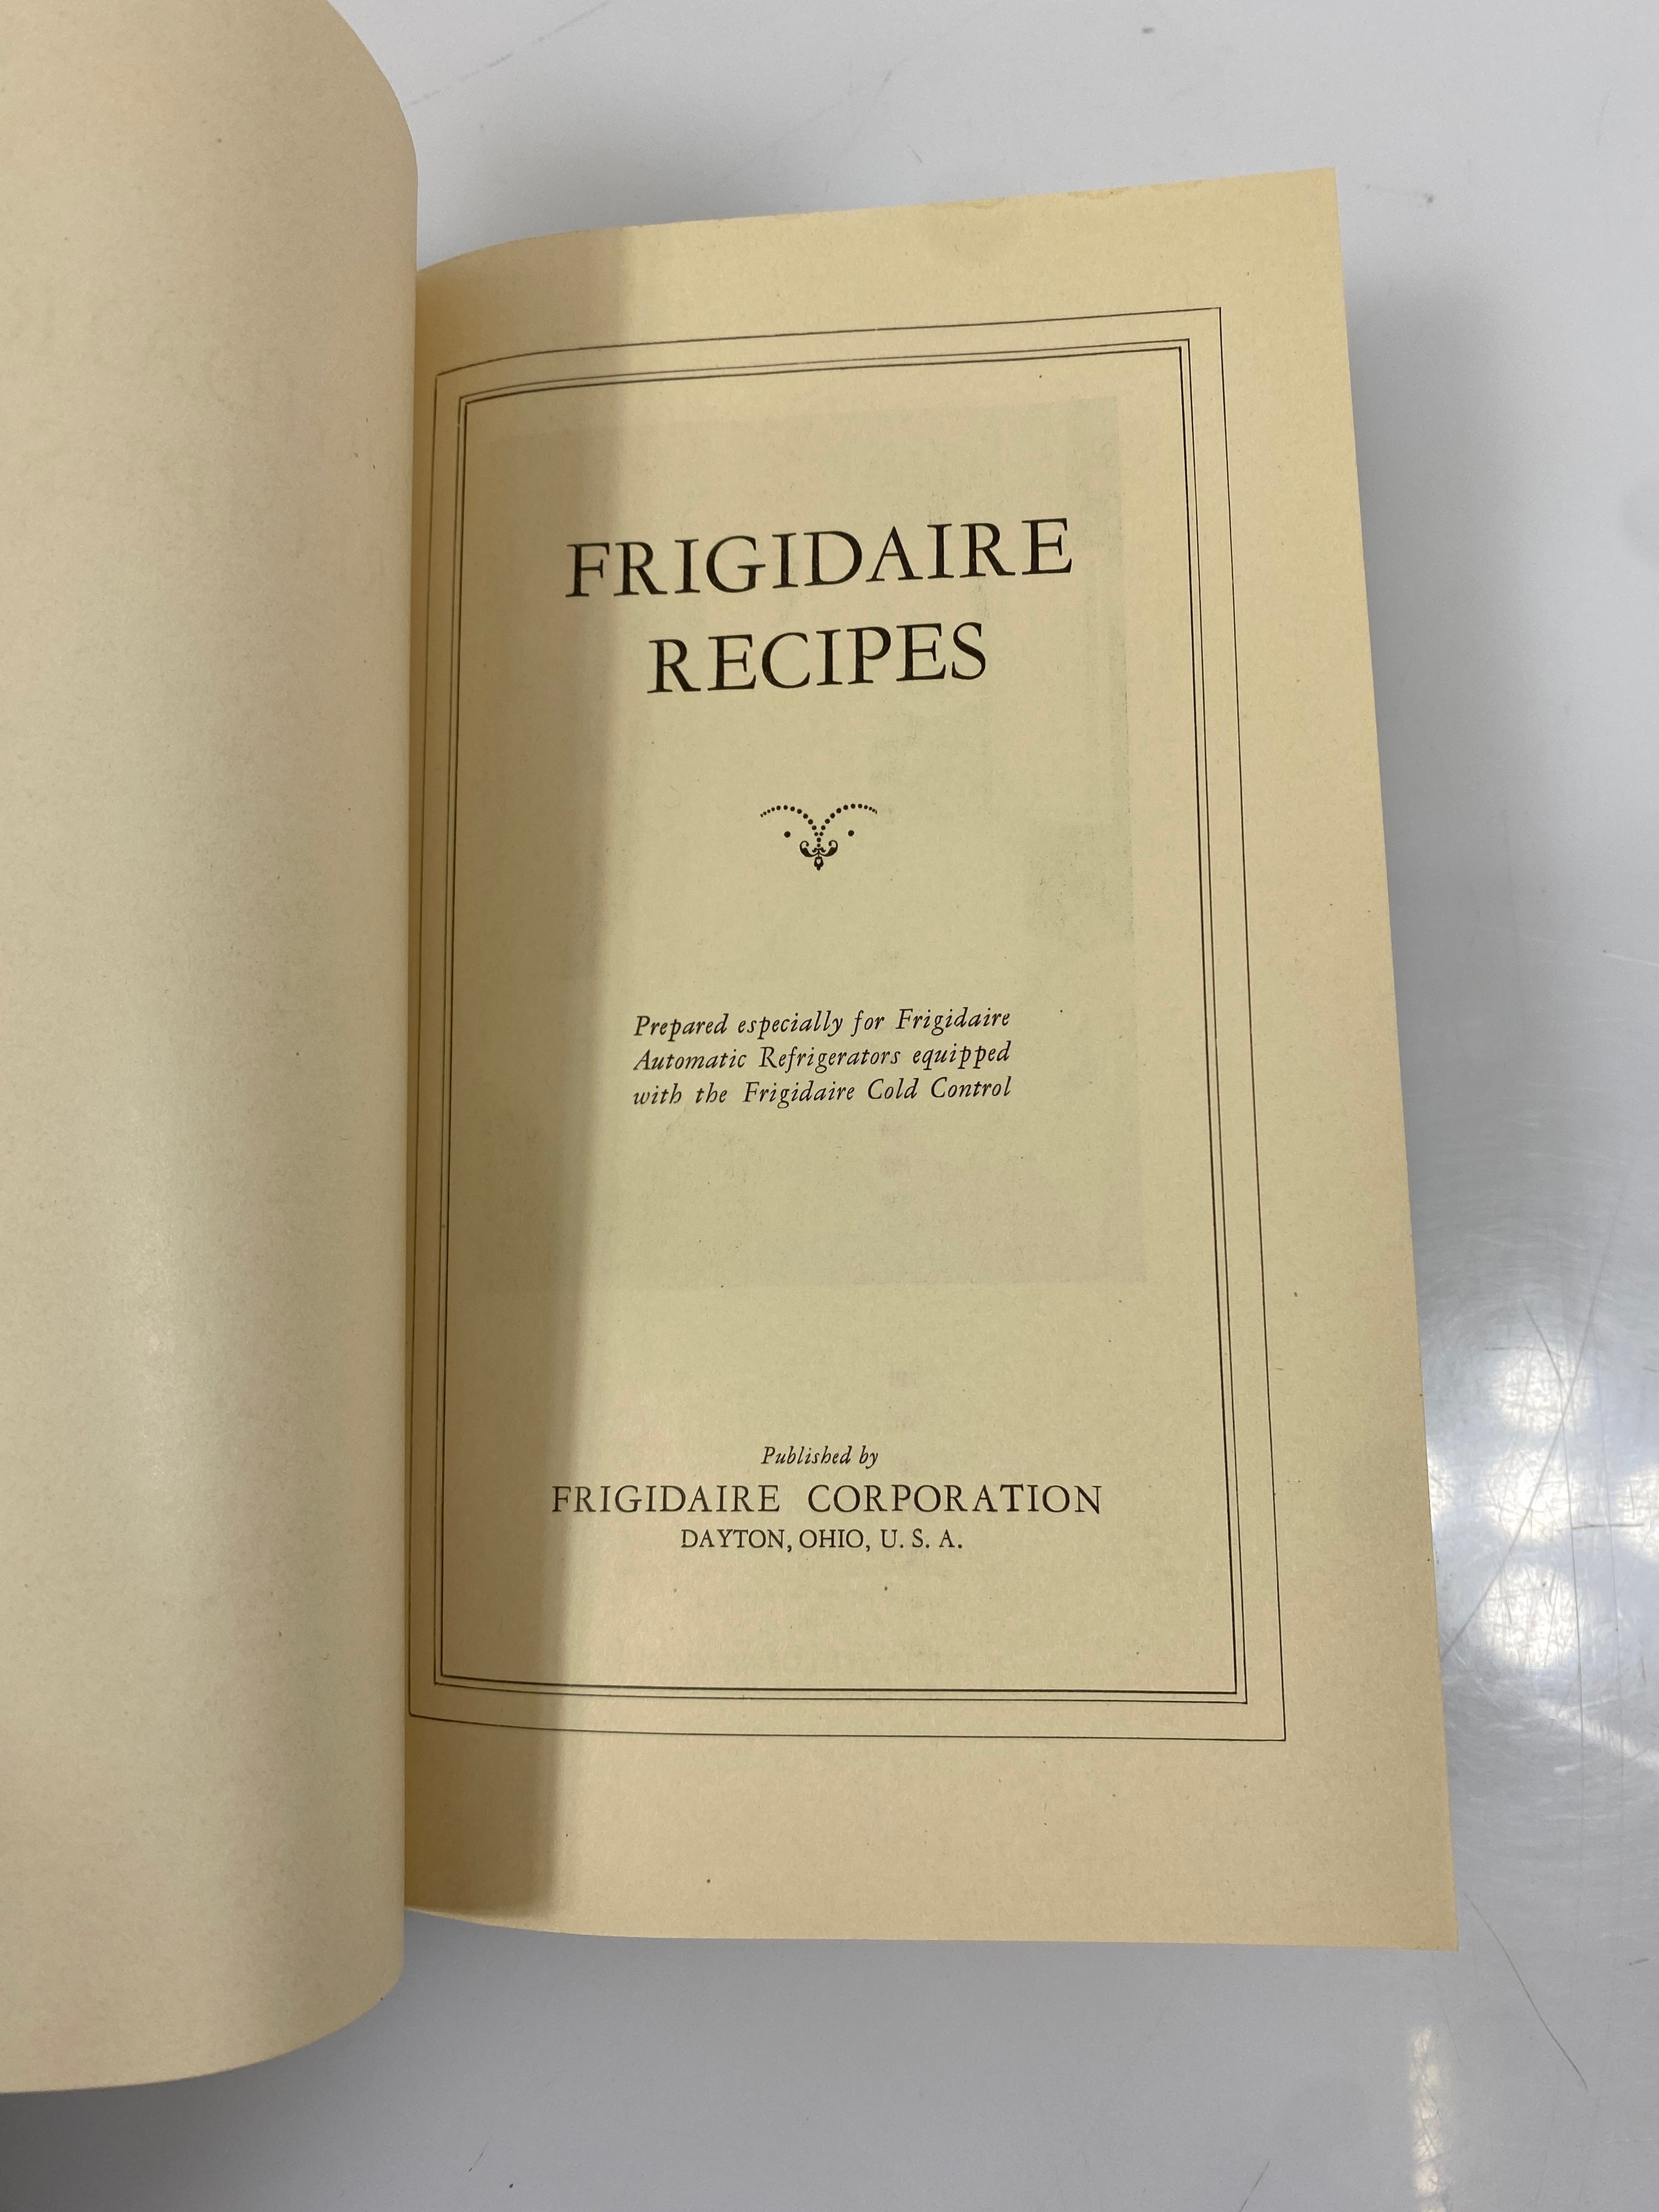 FRIGIDAIRE
RECIPES
Prepared especially for Frigidaire
Automatic Refrigerators equipped
with the Frigidaire Cold Control
Published by
FRIGIDAIRE CORPORATION
DAYTON, OHIO, U. S. A.